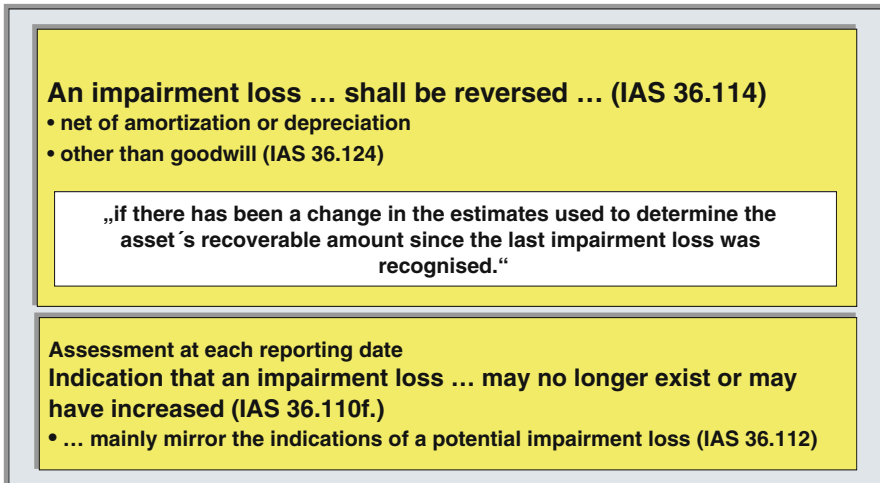 An impairment loss … shall be reversed … (IAS 36.114)
• net of amortization or depreciation
• other than goodwill (IAS 36.124)
„if there has been a change in the estimates used to determine the
asset´s recoverable amount since the last impairment loss was
recognised.“
Assessment at each reporting date
Indication that an impairment loss … may no longer exist or may
have increased (IAS 36.110f.)
• … mainly mirror the indications of a potential impairment loss (IAS 36.112)